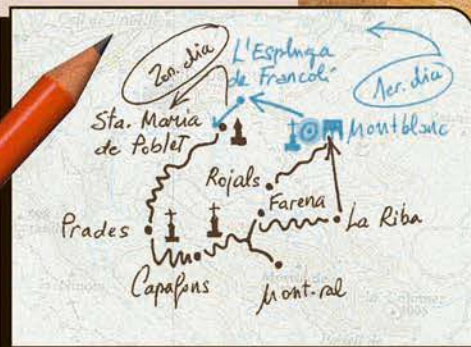 2on. dia
L'Espluga
de Francolí
1er. dia
Sta. Maria
de Poblet
Montblanc
Rojals
Farena
La Riba
Prades
Capafons
Mont-ral